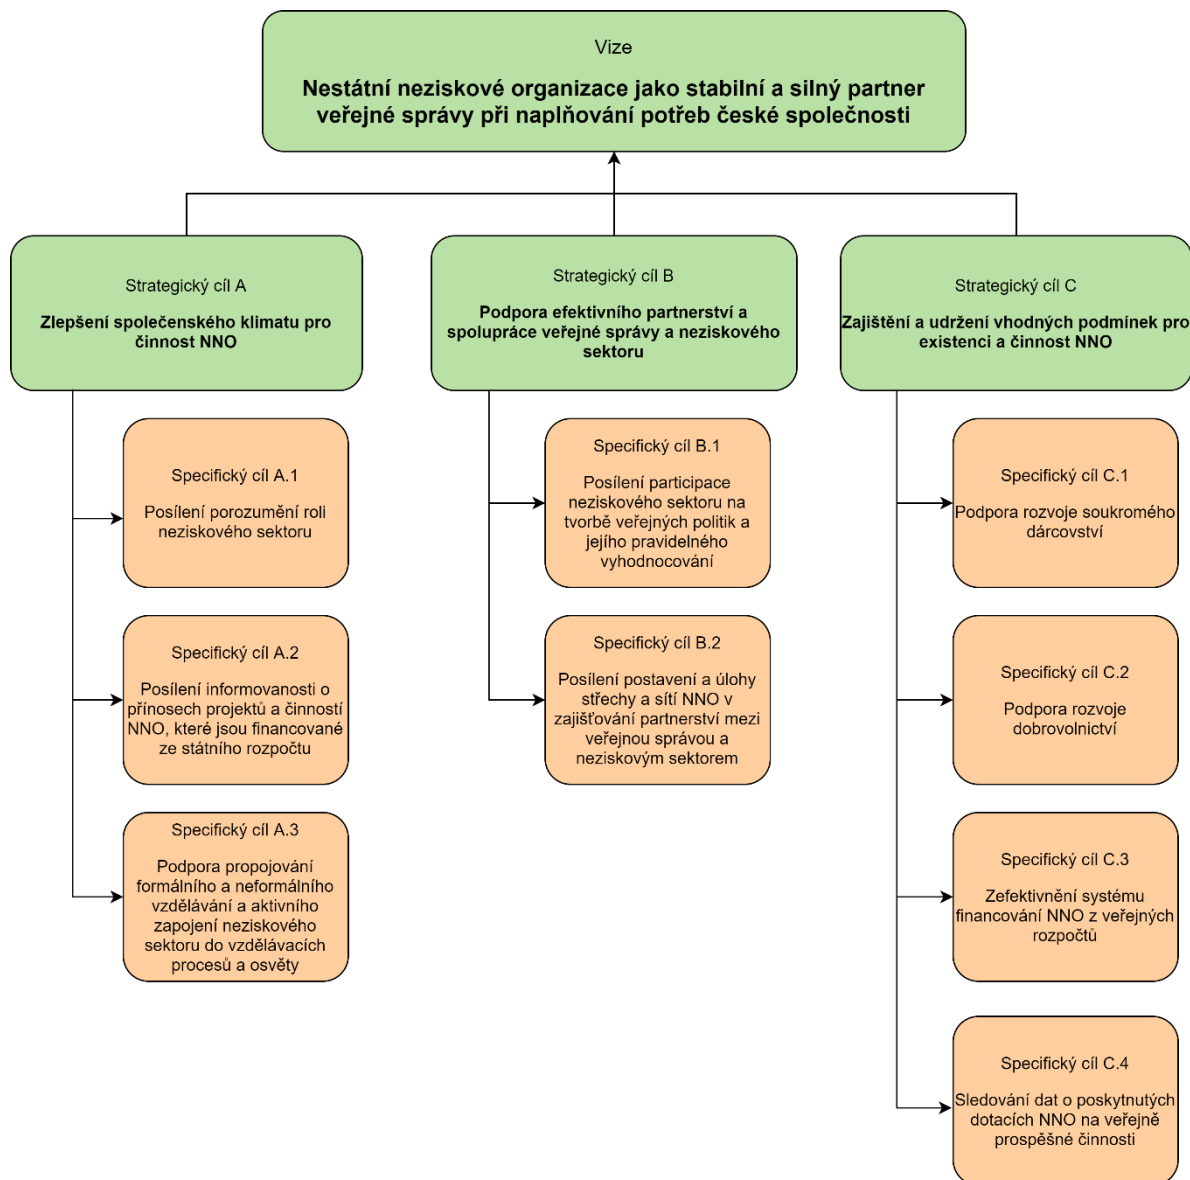 Vize
Nestátní neziskové organizace jako stabilní a silný partner
veřejné správy při naplňování potřeb české společnosti
Strategický cíl A
Zlepšení společenského klimatu pro
činnost NNO
Strategický cíl B
Podpora efektivního partnerství a
spolupráce veřejné správy a neziskového
sektoru
Strategický cíl C
Zajištění a udržení vhodných podmínek pro
existenci a činnost NNO
Specifický cíl A.1
Posílení porozumění roli
neziskového sektoru
Specifický cíl A.2
Posílení informovanosti o
přínosech projektů a činností
NNO, které jsou financované
ze státního rozpočtu
Specifický cíl A.3
Podpora propojování
formálního a neformálního
vzdělávání a aktivního
zapojení neziskového
sektoru do vzdělávacích
procesů a osvěty
Specifický cíl B.1
Posílení participace
neziskového sektoru na
tvorbě veřejných politik a
jejího pravidelného
vyhodnocování
Specifický cíl B.2
Posílení postavení a úlohy
střechy a sítí NNO v
zajišťování partnerství mezi
veřejnou správou a
neziskovým sektorem
Specifický cíl C.1
Podpora rozvoje soukromého
dárcovství
Specifický cíl C.2
Podpora rozvoje
dobrovolnictví
Specifický cíl C.3
Zefektivnění systému
financování NNO z veřejných
rozpočtů
Specifický cíl C.4
Sledování dat o poskytnutých
dotacích NNO na veřejně
prospěšné činnosti